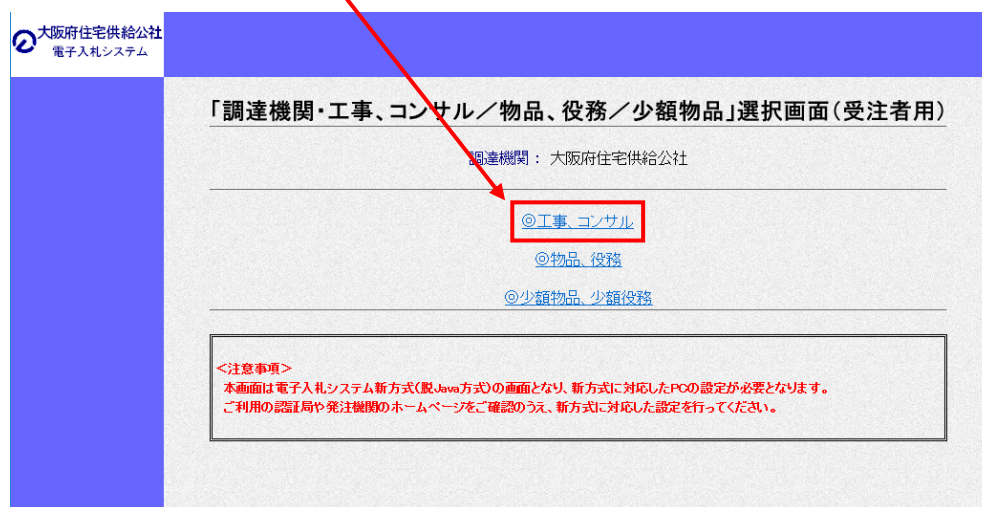 大阪府住宅供給公社
電子入札システム
「調達機関・工事、コンサル／物品、役務／少額物品」選択画面(受注者用)
調達機関： 大阪府住宅供給公社
◎工事、コンサル
◎物品、役務
◎少額物品、少額役務
＜注意事項＞
本画面は電子入札システム新方式(脱Java方式)の画面となり、新方式に対応したPCの設定が必要となります。
ご利用の認証局や発注機関のホームページをご確認のうえ、新方式に対応した設定を行ってください。